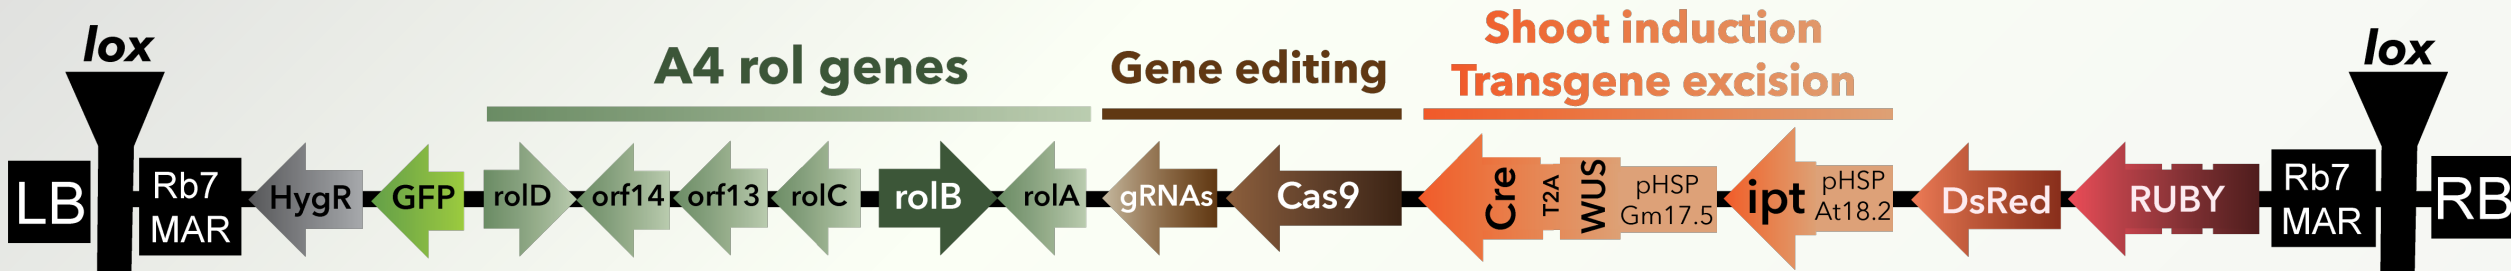 lox
A4 rol genes
Gene editing
Shoot induction
Transgene excision
lox
LB
Rb7
MAR
HygR
GFP
rolD
orf14
orf13
rolC
rolB
rolA
gRNAs
Cas9
Cre
T2A
WUS
pHSP
Gm17.5
ipt
pHSP
At18.2
DsRed
RUBY
Rb7
MAR
RB